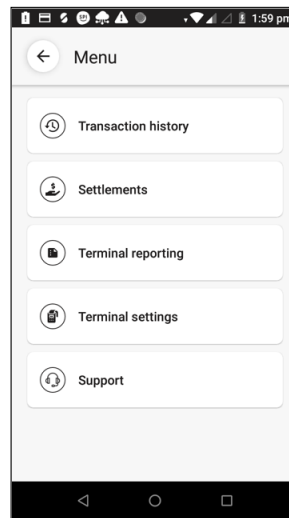 1:59 pm
Menu
Transaction history
Settlements
Terminal reporting
Terminal settings
Support